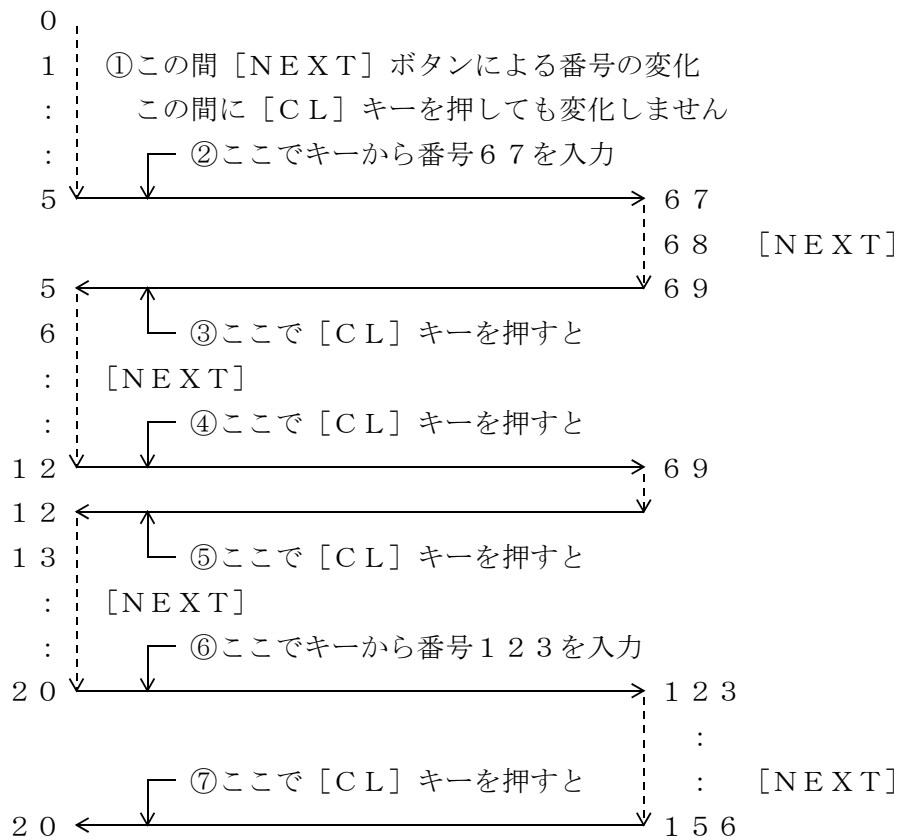 ０
１ ①この間［ＮＥＸＴ］ボタンによる番号の変化
： この間に［ＣＬ］キーを押しても変化しません
： ②ここでキーから番号６７を入力
５ ６７
６８ ［ＮＥＸＴ］
５ ６９
６ ③ここで［ＣＬ］キーを押すと
： ［ＮＥＸＴ］
： ④ここで［ＣＬ］キーを押すと
１２ ６９
１２
１３ ⑤ここで［ＣＬ］キーを押すと
： ［ＮＥＸＴ］
： ⑥ここでキーから番号１２３を入力
２０ １２３
：
⑦ここで［ＣＬ］キーを押すと ： ［ＮＥＸＴ］
２０ １５６